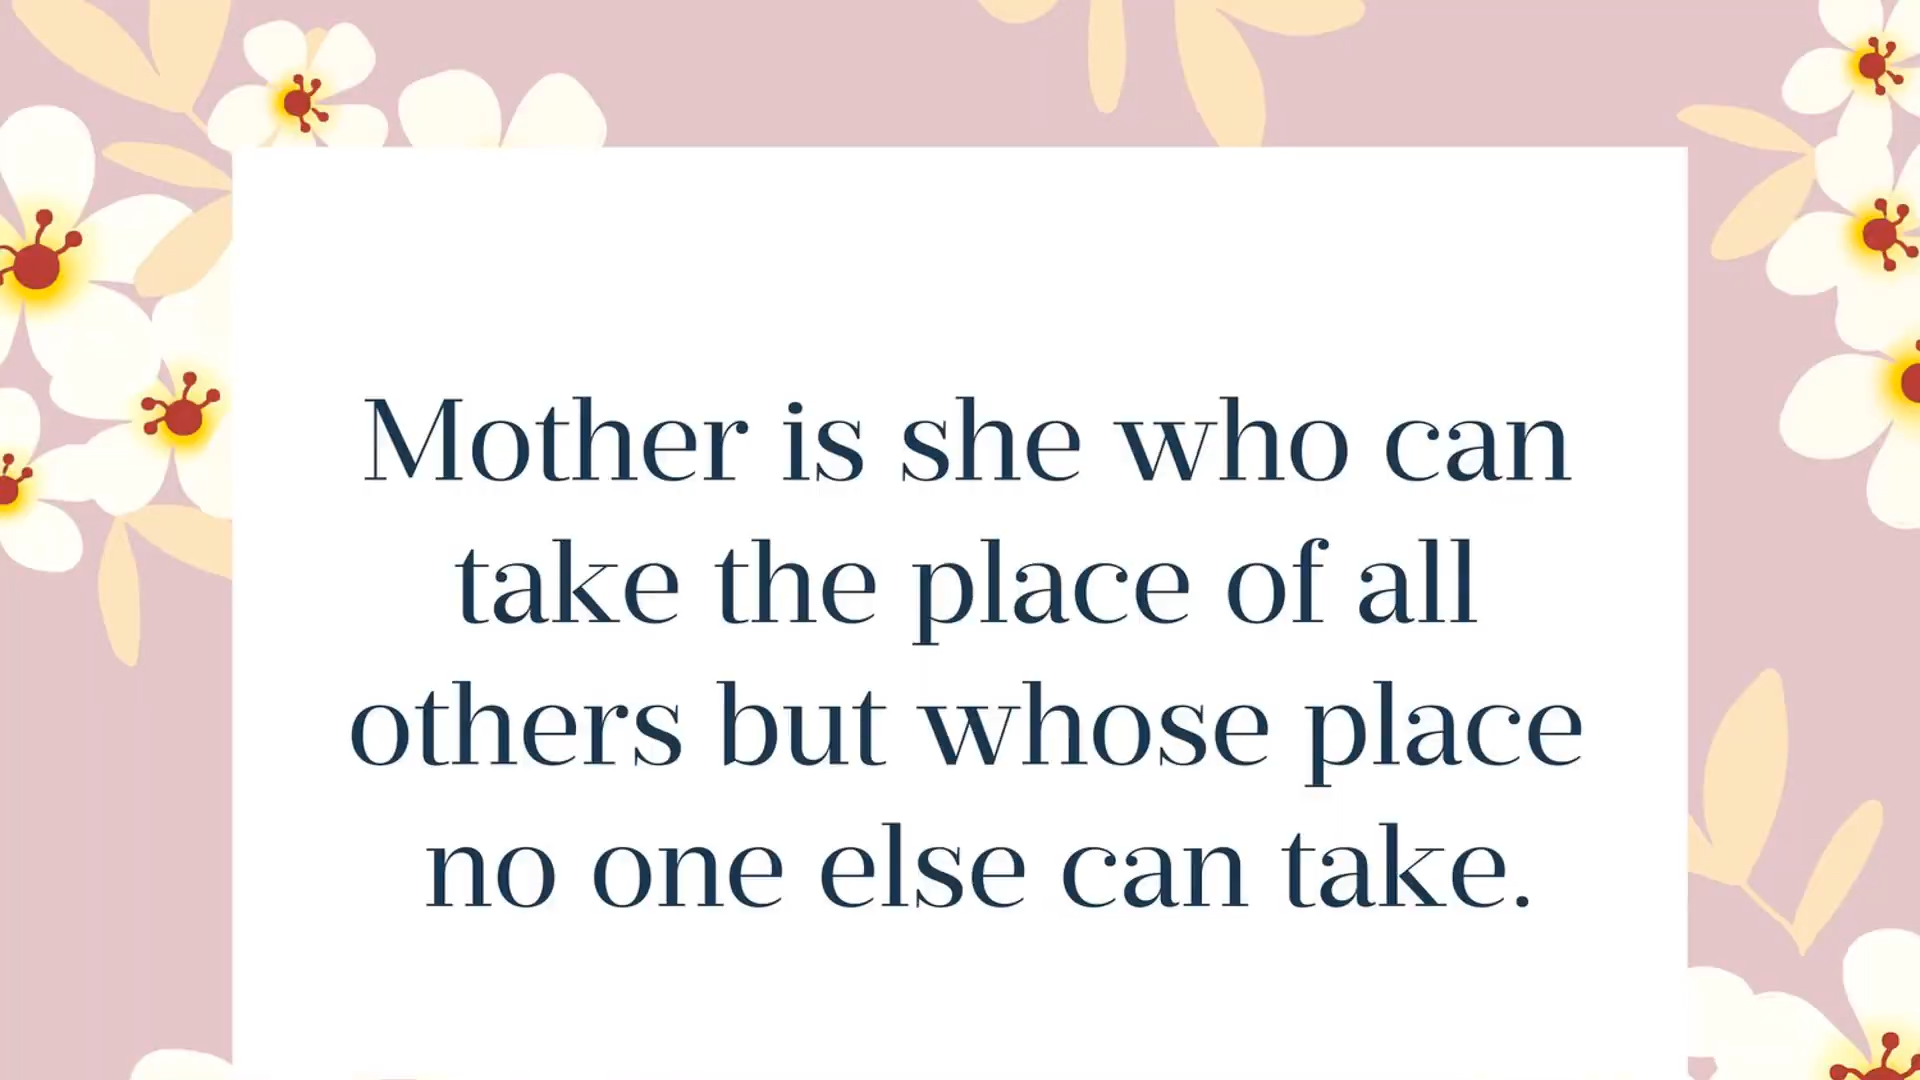 Mother is she who can
take the place of all
others but whose place
no one else can take.